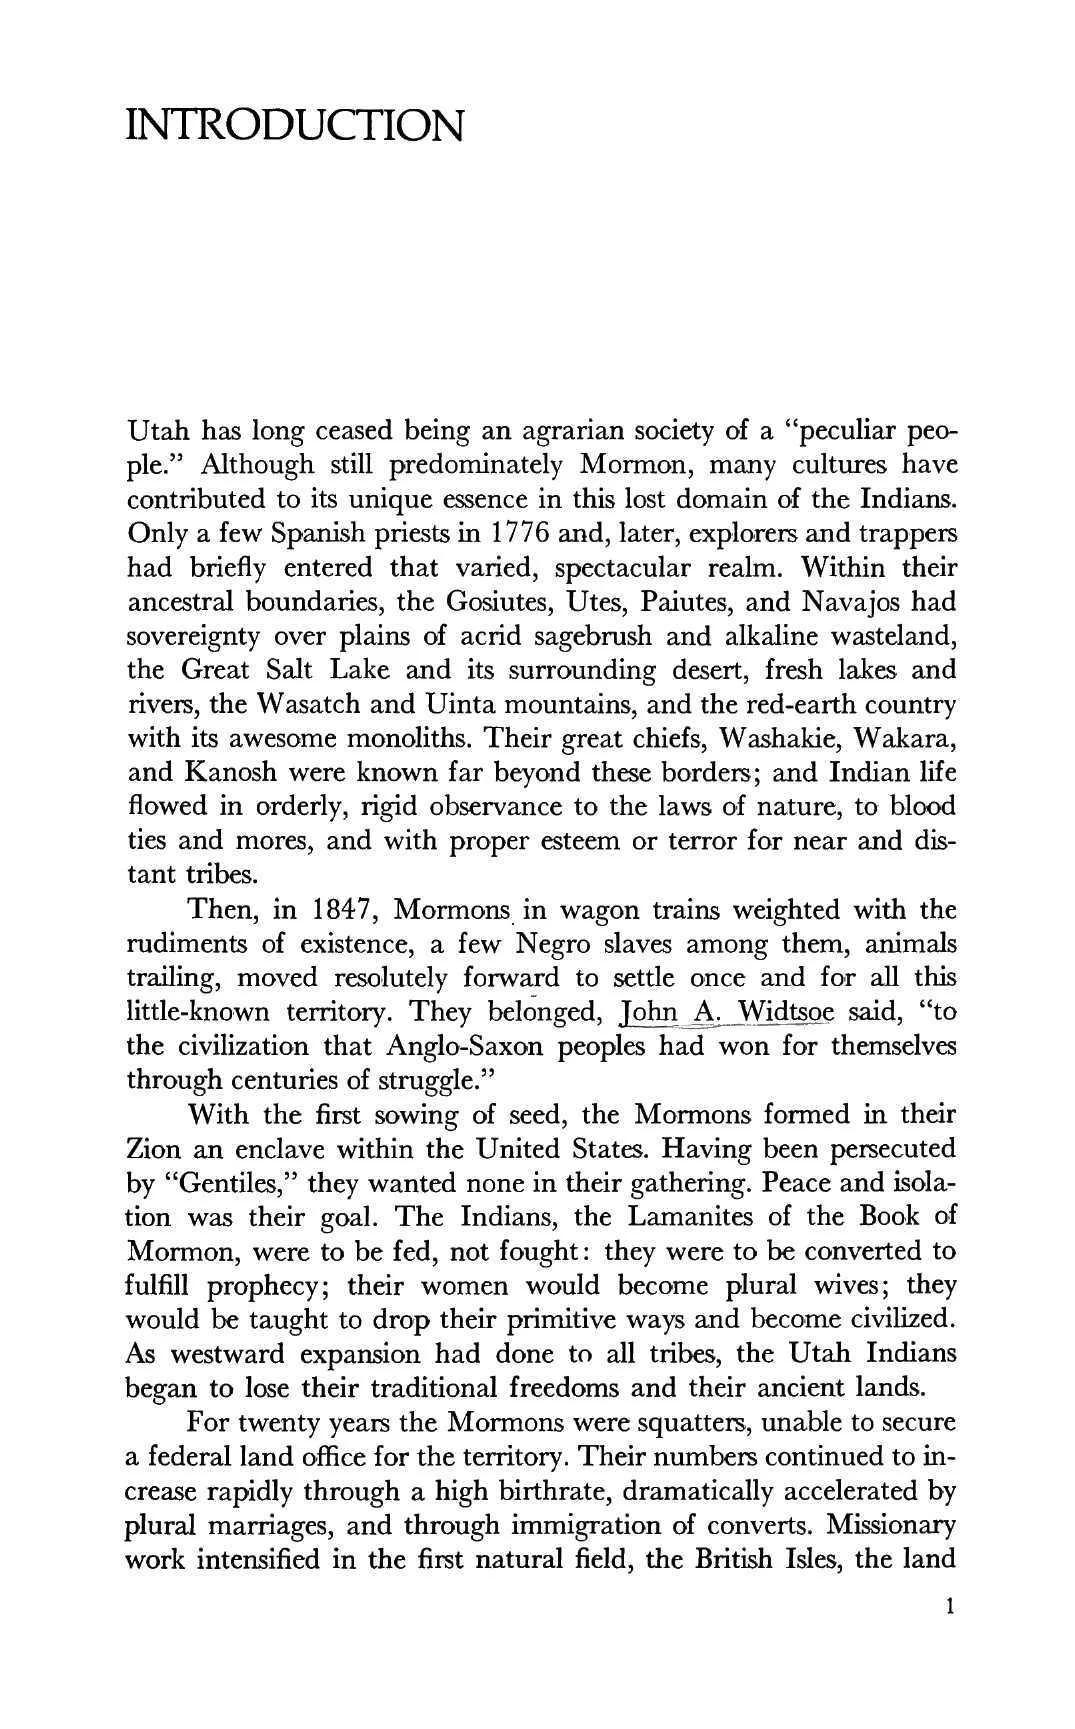 INTRODUCTION
Utah has long ceased being an agrarian society of a “peculiar peo-
ple.” Although still predominately Mormon, many cultures have
contributed to its unique essence in this lost domain of the Indians.
Only a few Spanish priests in 1776 and, later, explorers and trappers
had briefly entered that varied, spectacular realm. Within their
ancestral boundaries, the Gosiutes, Utes, Paiutes, and Navajos had
sovereignty over plains of acrid sagebrush and alkaline wasteland,
the Great Salt Lake and its surrounding desert, fresh lakes and
rivers, the Wasatch and Uinta mountains, and the red-earth country
with its awesome monoliths. Their great chiefs, Washakie, Wakara,
and Kanosh were known far beyond these borders; and Indian life
flowed in orderly, rigid observance to the laws of nature, to blood
ties and mores, and with proper esteem or terror for near and dis-
tant tribes.
Then, in 1847, Mormons in wagon trains weighted with the
rudiments of existence, a few Negro slaves among them, animals
trailing, moved resolutely forward to settle once and for all this
little-known territory. They belonged, John A. Widtsoe said, “to
the civilization that Anglo-Saxon peoples had won for themselves
through centuries of struggle.”
With the first sowing of seed, the Mormons formed in their
Zion an enclave within the United States. Having been persecuted
by “Gentiles,” they wanted none in their gathering. Peace and isola-
tion was their goal. The Indians, the Lamanites of the Book of
Mormon, were to be fed, not fought: they were to be converted to
fulfill prophecy; their women would become plural wives; they
would be taught to drop their primitive ways and become civilized.
As westward expansion had done to all tribes, the Utah Indians
began to lose their traditional freedoms and their ancient lands.
For twenty years the Mormons were squatters, unable to secure
a federal land office for the territory. Their numbers continued to in-
crease rapidly through a high birthrate, dramatically accelerated by
plural marriages, and through immigration of converts. Missionary
work intensified in the first natural field, the British Isles, the land
1